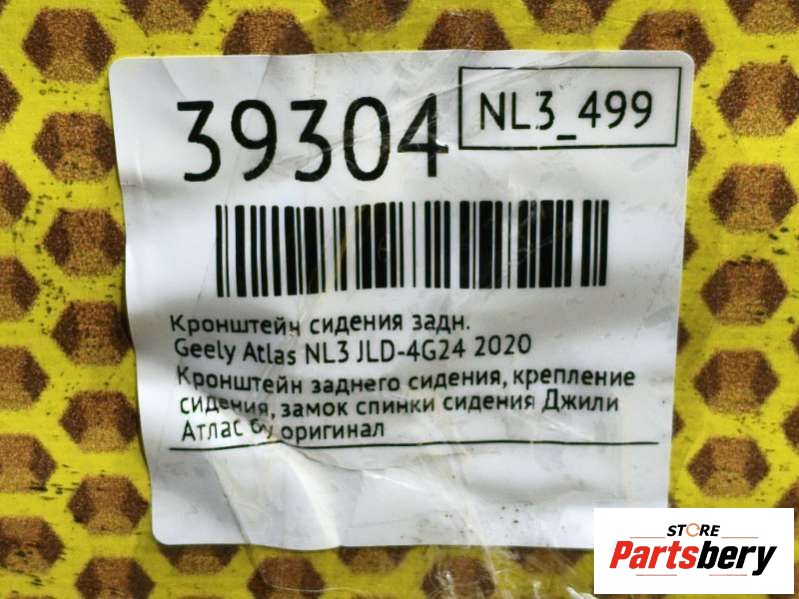 39304
NL3_499
Кронштейн сидения задн.
Geely Atlas NL3 JLD-4G24 2020
Кронштейн заднего сидения, крепление
сидения, замок спинки сидения Джили
Атлас бу оригинал
STORE
Partsbery